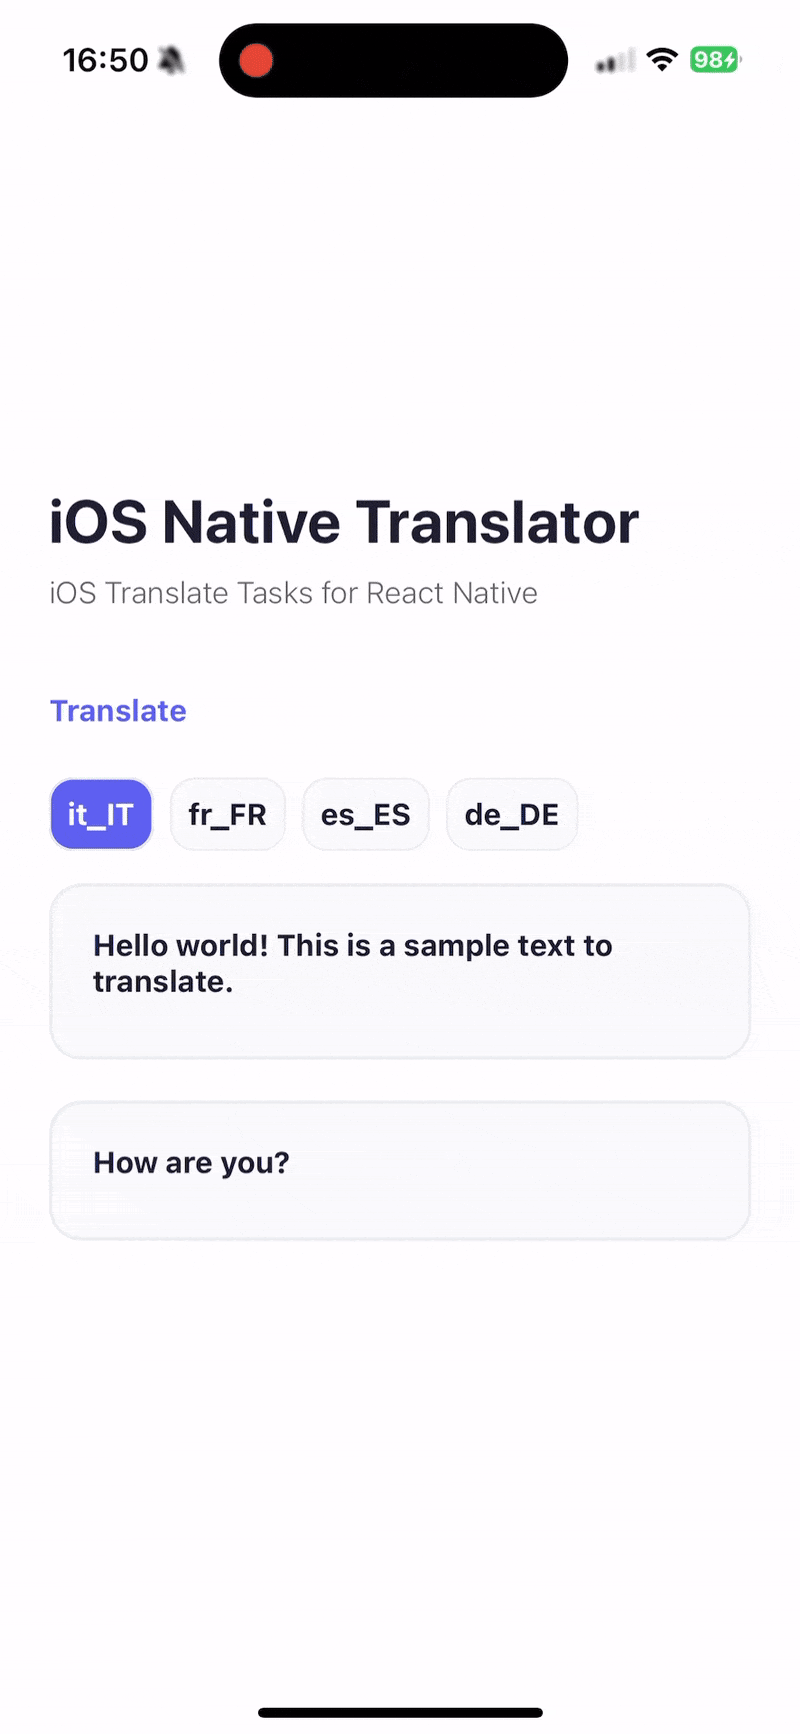 16:50
98
iOS Native Translator
iOS Translate Tasks for React Native
Translate
it_IT fr_FR es_ES de_DE
Hello world! This is a sample text to
translate.
How are you?